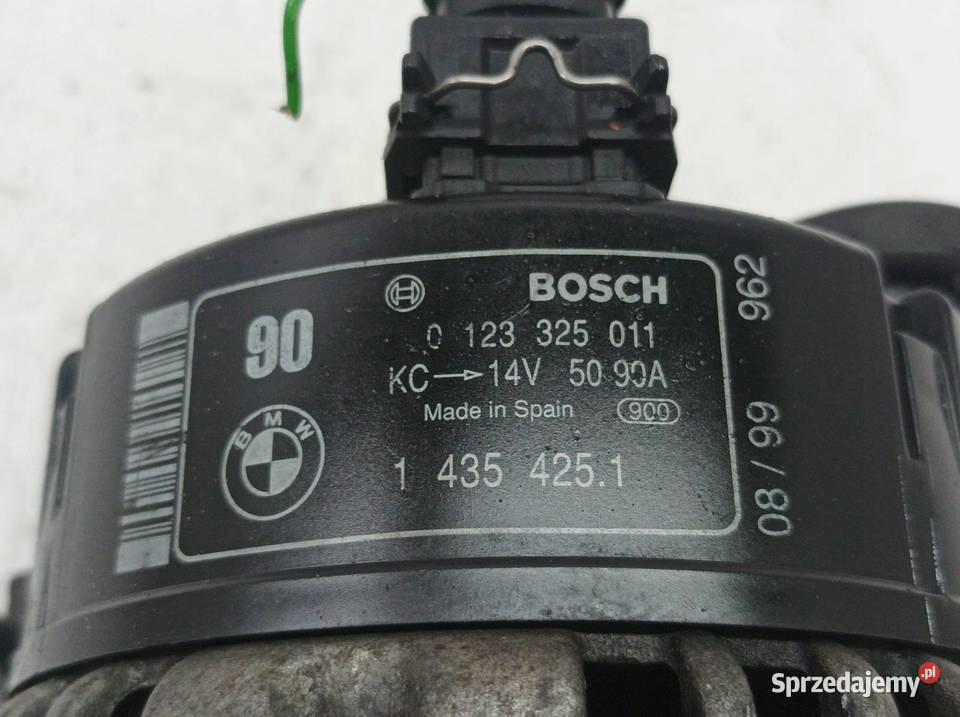 90
BOSCH
0 123 325 011
KC → 14V 50 90A
Made in Spain 900
BMW
1 435 425.1
08/99 962
Sprzedajemy.pl